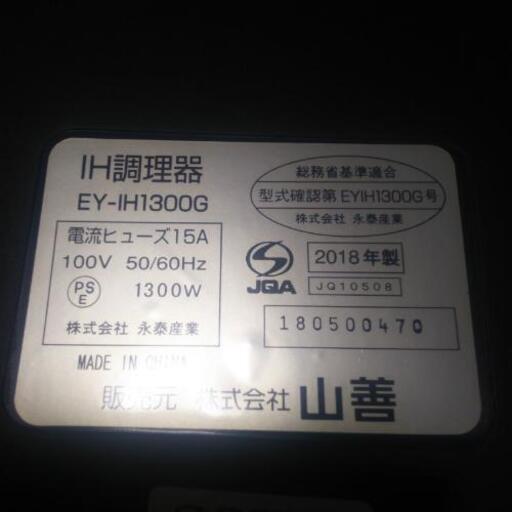 IH調理器
EY-IH1300G
電流ヒューズ15A
100V 50/60Hz
PSE 1300W
株式会社 永泰産業
MADE IN CHINA
総務省基準適合
型式確認第EYIH1300G号
株式会社 永泰産業
JQA
2018年製
JQ10508
180500470
販売元 株式会社 山善